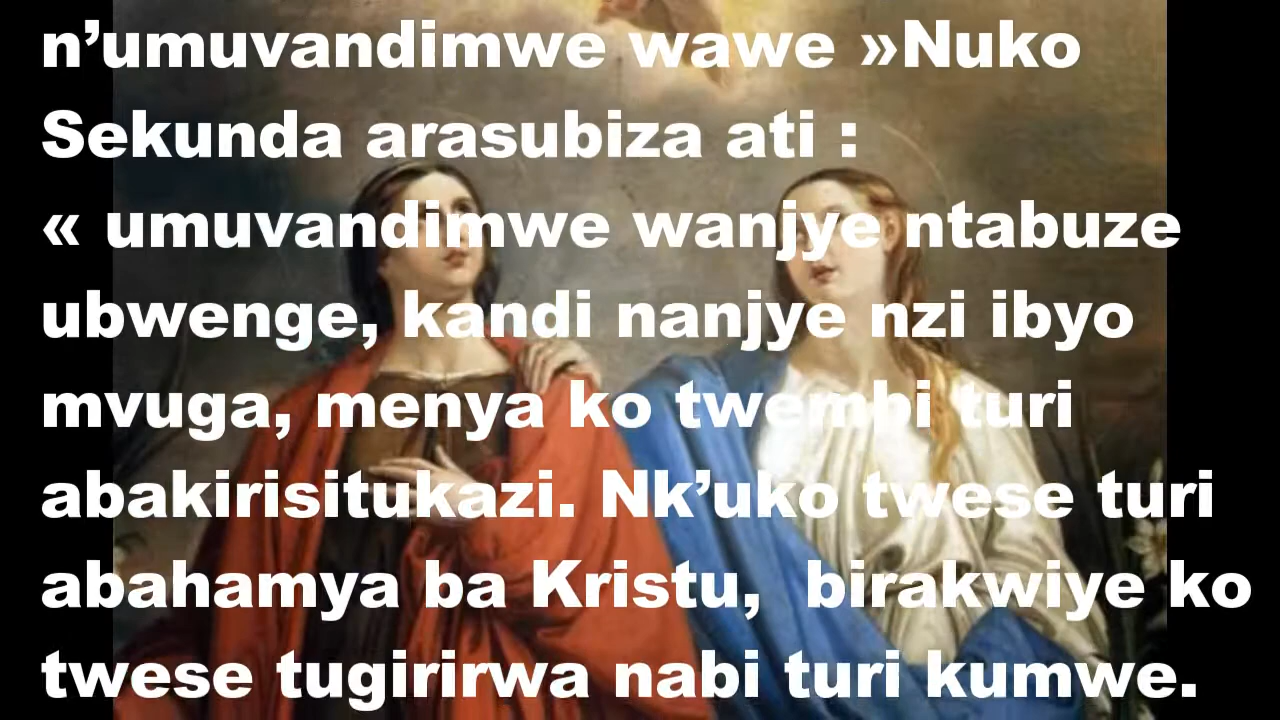 n’umuvandimwe wawe »Nuko
Sekunda arasubiza ati :
« umuvandimwe wanjye ntabuze
ubwenge, kandi nanjye nzi ibyo
mvuga, menya ko twembi turi
abakirisitukazi. Nk’uko twese turi
abahamya ba Kristu,  birakwiye ko
twese tugirirwa nabi turi kumwe.